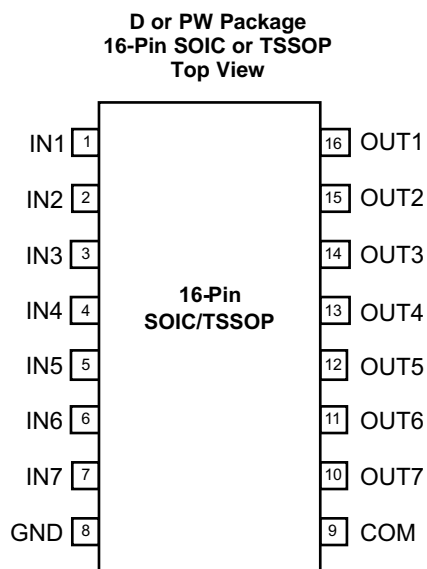 D or PW Package
16-Pin SOIC or TSSOP
Top View
IN1 1 16 OUT1
IN2 2 15 OUT2
IN3 3 14 OUT3
IN4 4 13 OUT4
16-Pin
SOIC/TSSOP
IN5 5 12 OUT5
IN6 6 11 OUT6
IN7 7 10 OUT7
GND 8 9 COM